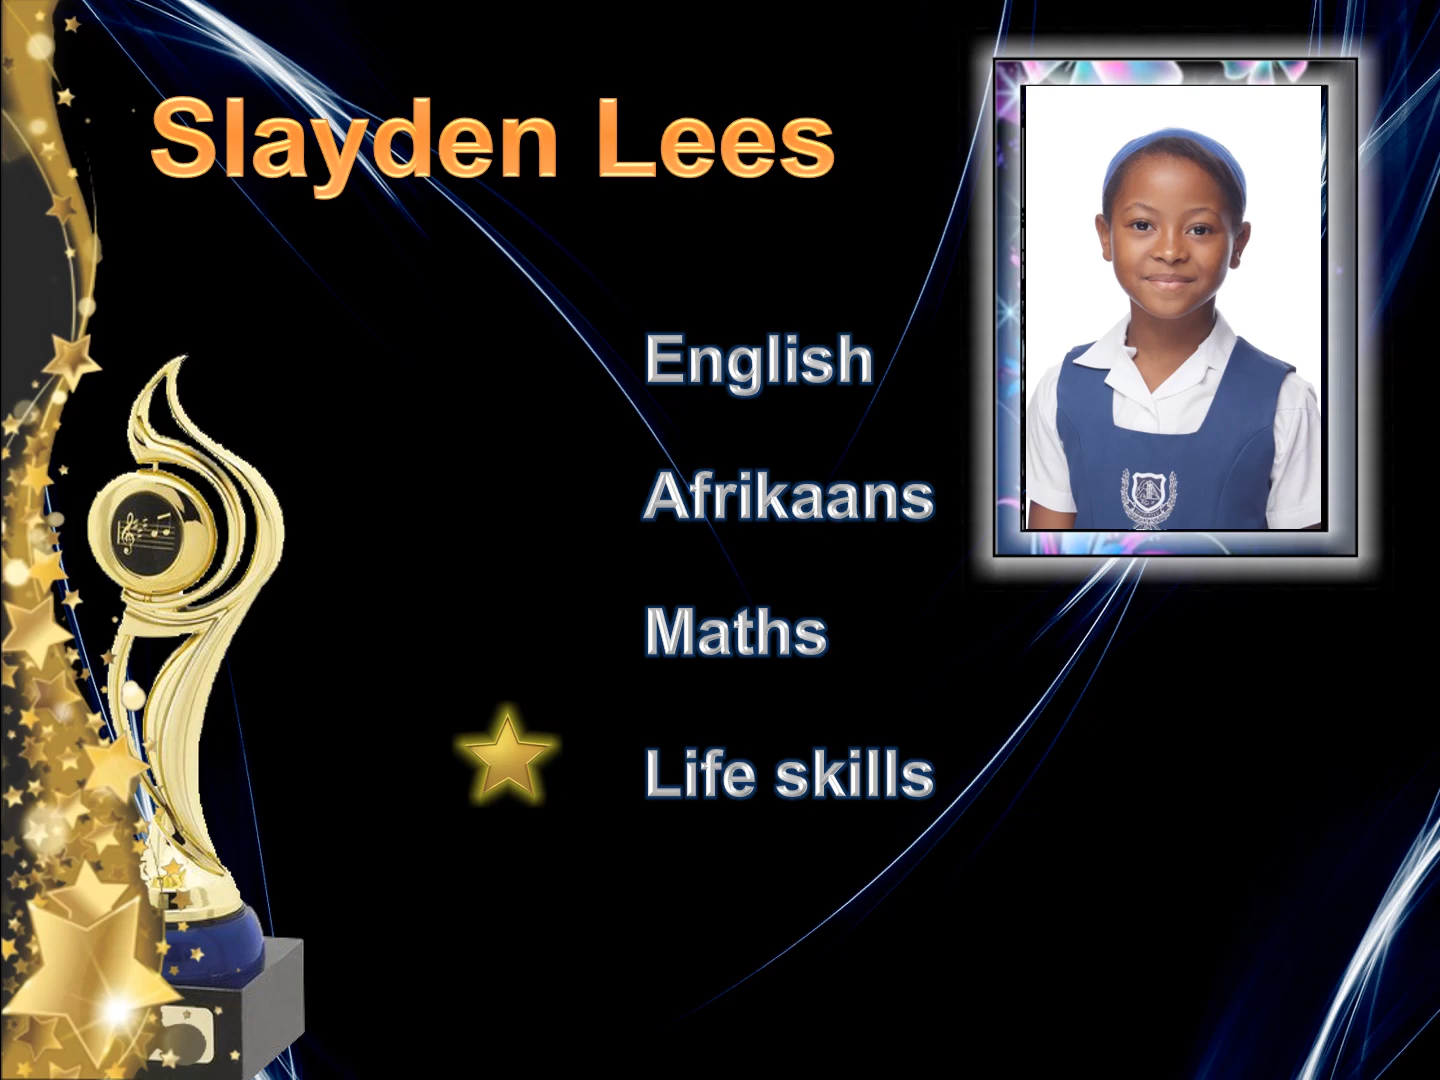 Slayden Lees
English
Afrikaans
Maths
Life skills